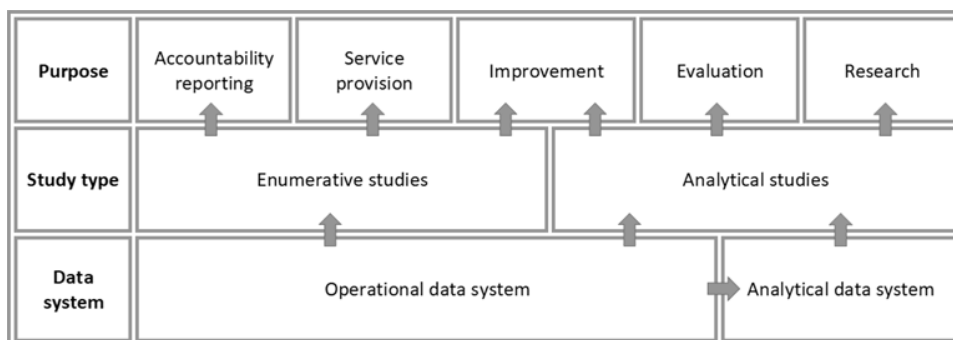 Purpose
Accountability
reporting
Service
provision
Improvement
Evaluation
Research
Study type
Enumerative studies
Analytical studies
Data
system
Operational data system
Analytical data system